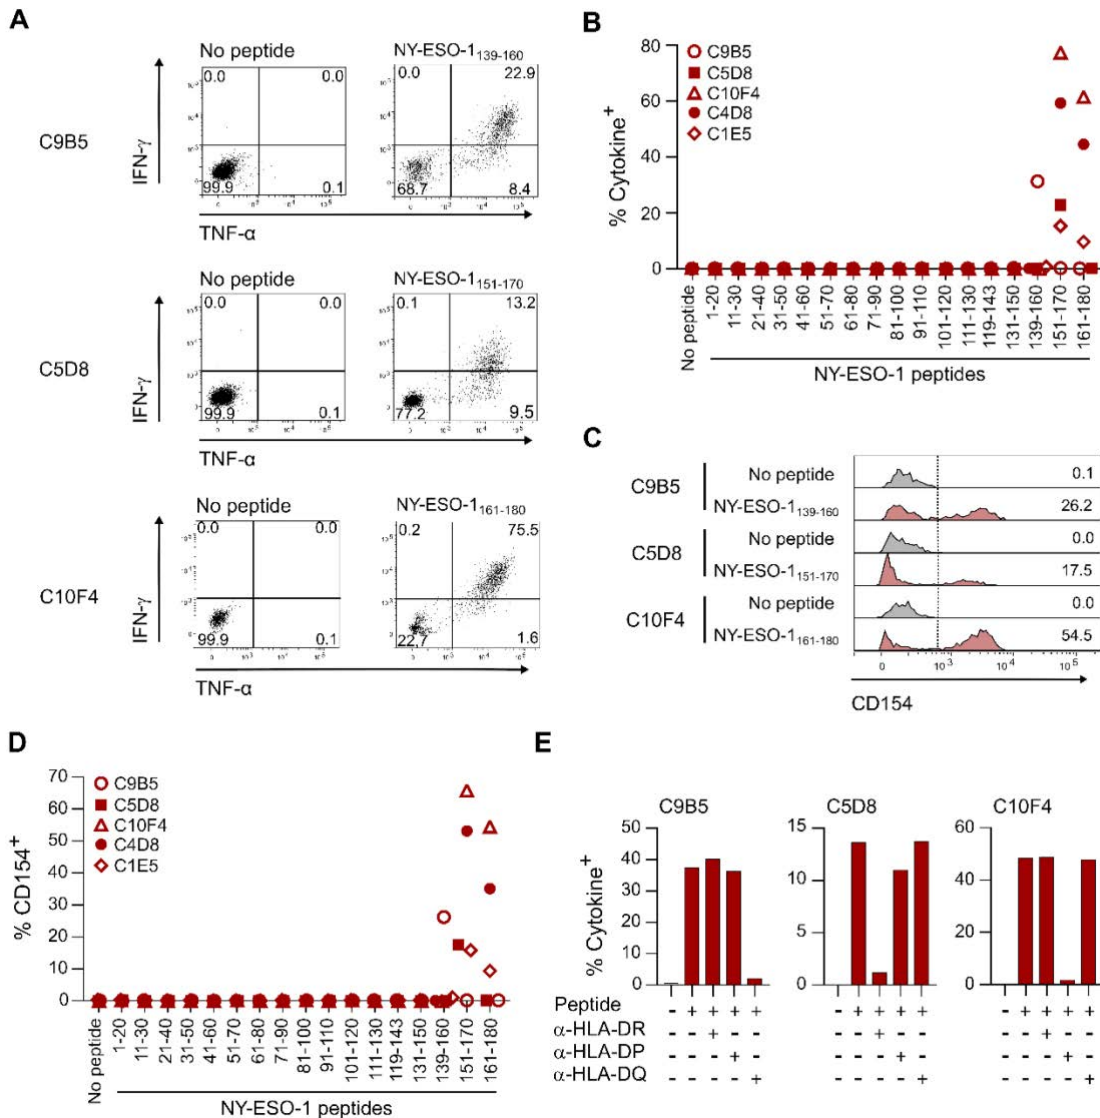 A
No peptide
NY-ESO-1139-160
C9B5
IFN-γ
0.0 0.0
99.9 0.1
0.0 22.9
68.7 8.4
TNF-α
No peptide
NY-ESO-1151-170
C5D8
IFN-γ
0.0 0.0
99.9 0.1
0.1 13.2
77.2 9.5
TNF-α
No peptide
NY-ESO-1161-180
C10F4
IFN-γ
0.0 0.0
99.9 0.1
0.2 75.5
22.7 1.6
TNF-α
B
C9B5
C5D8
C10F4
C4D8
C1E5
% Cytokine+
80
60
40
20
0
No peptide
1-20
11-30
21-40
31-50
41-60
51-70
61-80
71-90
81-100
91-110
101-120
111-130
119-143
131-150
139-160
151-170
161-180
NY-ESO-1 peptides
C
C9B5
No peptide 0.1
NY-ESO-1139-160 26.2
C5D8
No peptide 0.0
NY-ESO-1151-170 17.5
C10F4
No peptide 0.0
NY-ESO-1161-180 54.5
0 103 104 105
CD154
D
C9B5
C5D8
C10F4
C4D8
C1E5
% CD154+
70
60
50
40
30
20
10
0
No peptide
1-20
11-30
21-40
31-50
41-60
51-70
61-80
71-90
81-100
91-110
101-120
111-130
119-143
131-150
139-160
151-170
161-180
NY-ESO-1 peptides
E
C9B5
C5D8
C10F4
% Cytokine+
50
40
30
20
10
0
15
10
5
0
60
40
20
0
Peptide - + + + + - + + + + - + + + +
α-HLA-DR - - + - - - - + - - - - + - -
α-HLA-DP - - - + - - - - + - - - - + -
α-HLA-DQ - - - - + - - - - + - - - - +